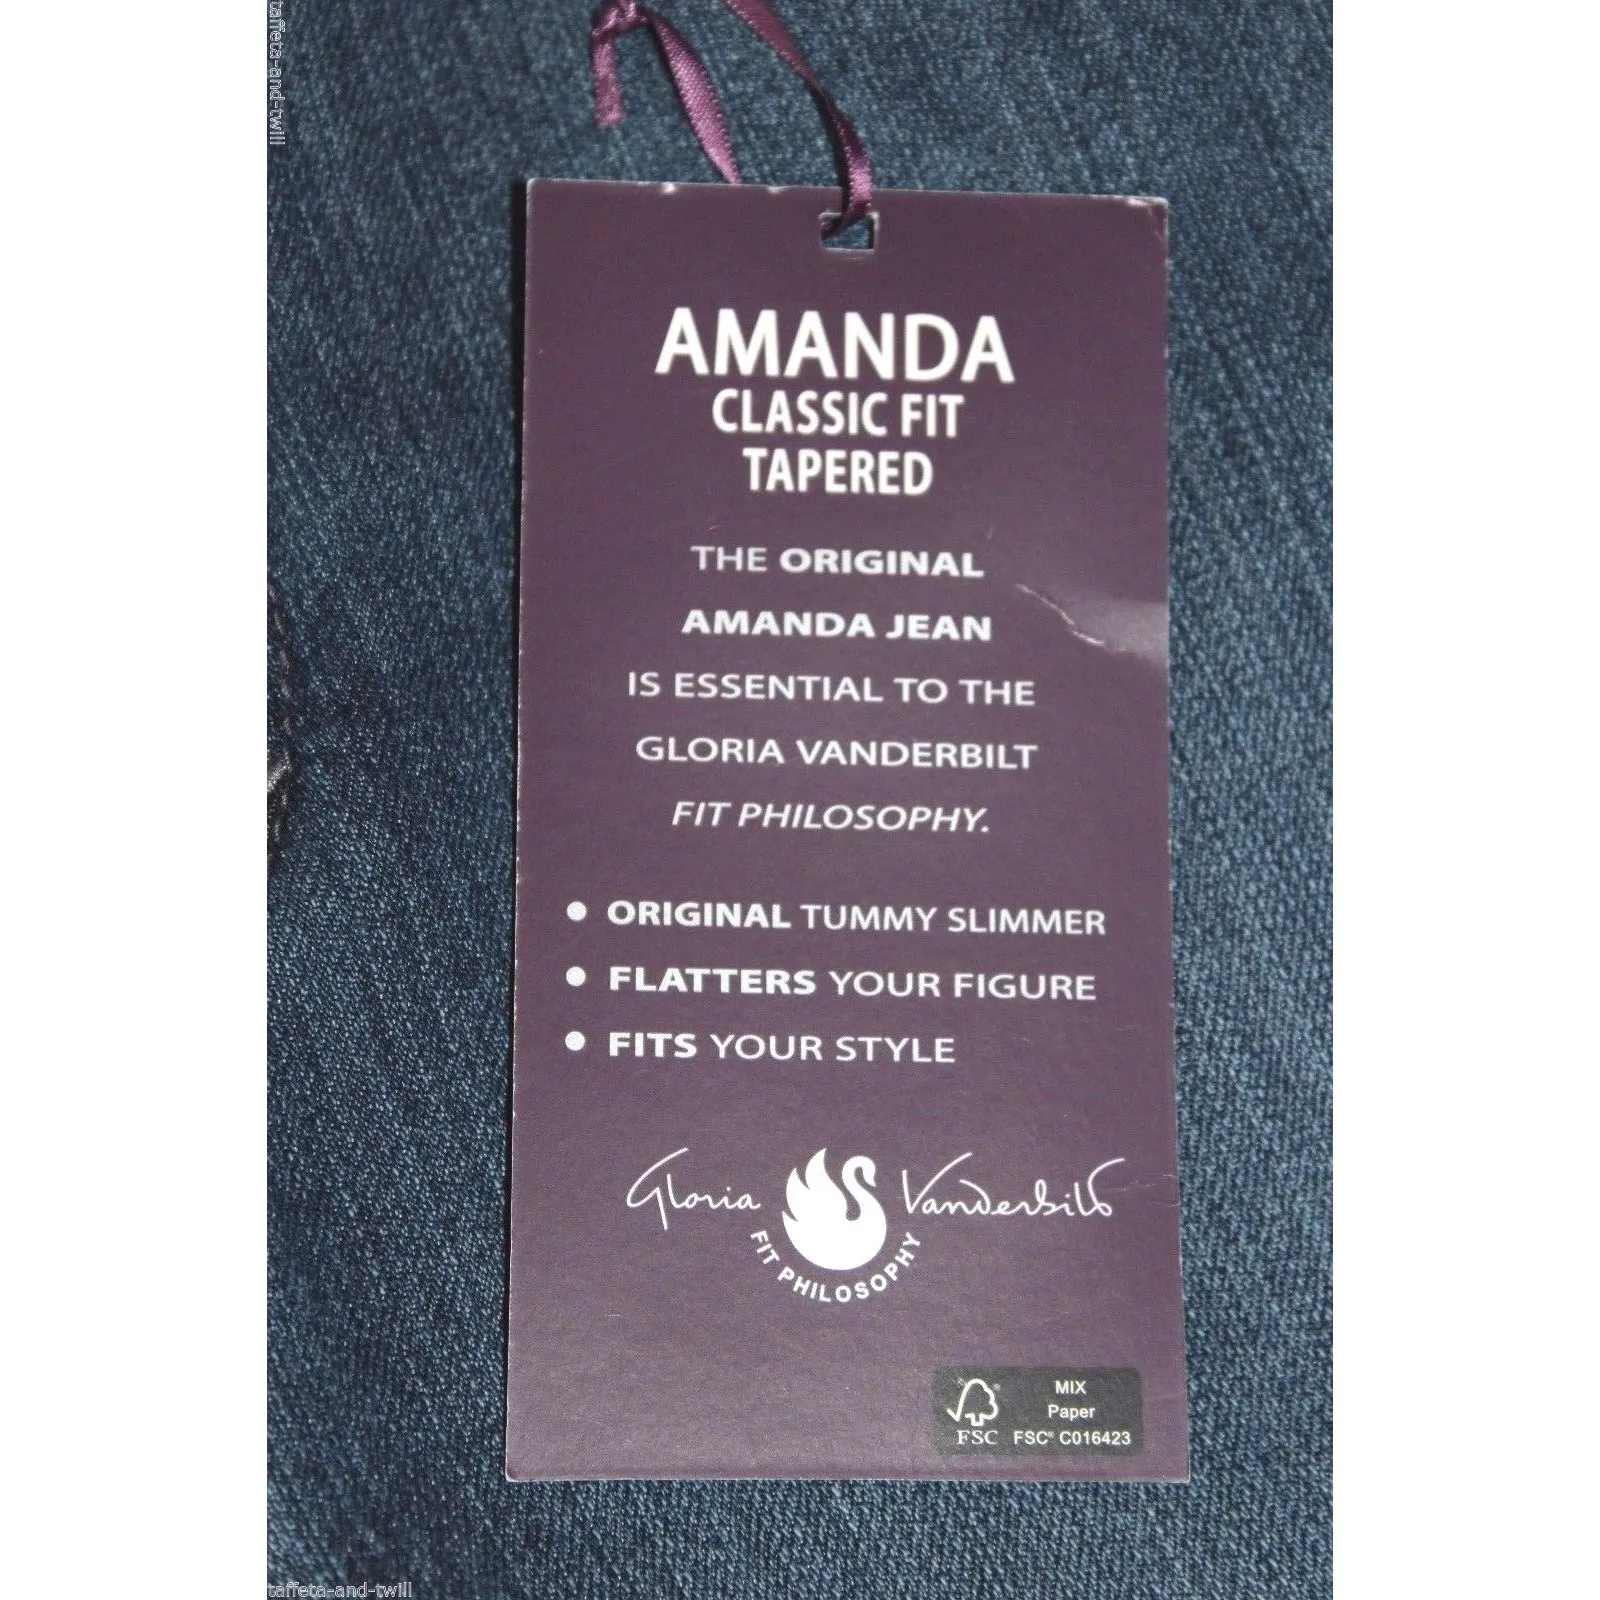 taffeta-and-twill
AMANDA
CLASSIC FIT
TAPERED
THE ORIGINAL
AMANDA JEAN
IS ESSENTIAL TO THE
GLORIA VANDERBILT
FIT PHILOSOPHY.
• ORIGINAL TUMMY SLIMMER
• FLATTERS YOUR FIGURE
• FITS YOUR STYLE
Gloria Vanderbilt
FIT PHILOSOPHY
MIX
Paper
FSC FSC® C016423
taffeta-and-twill